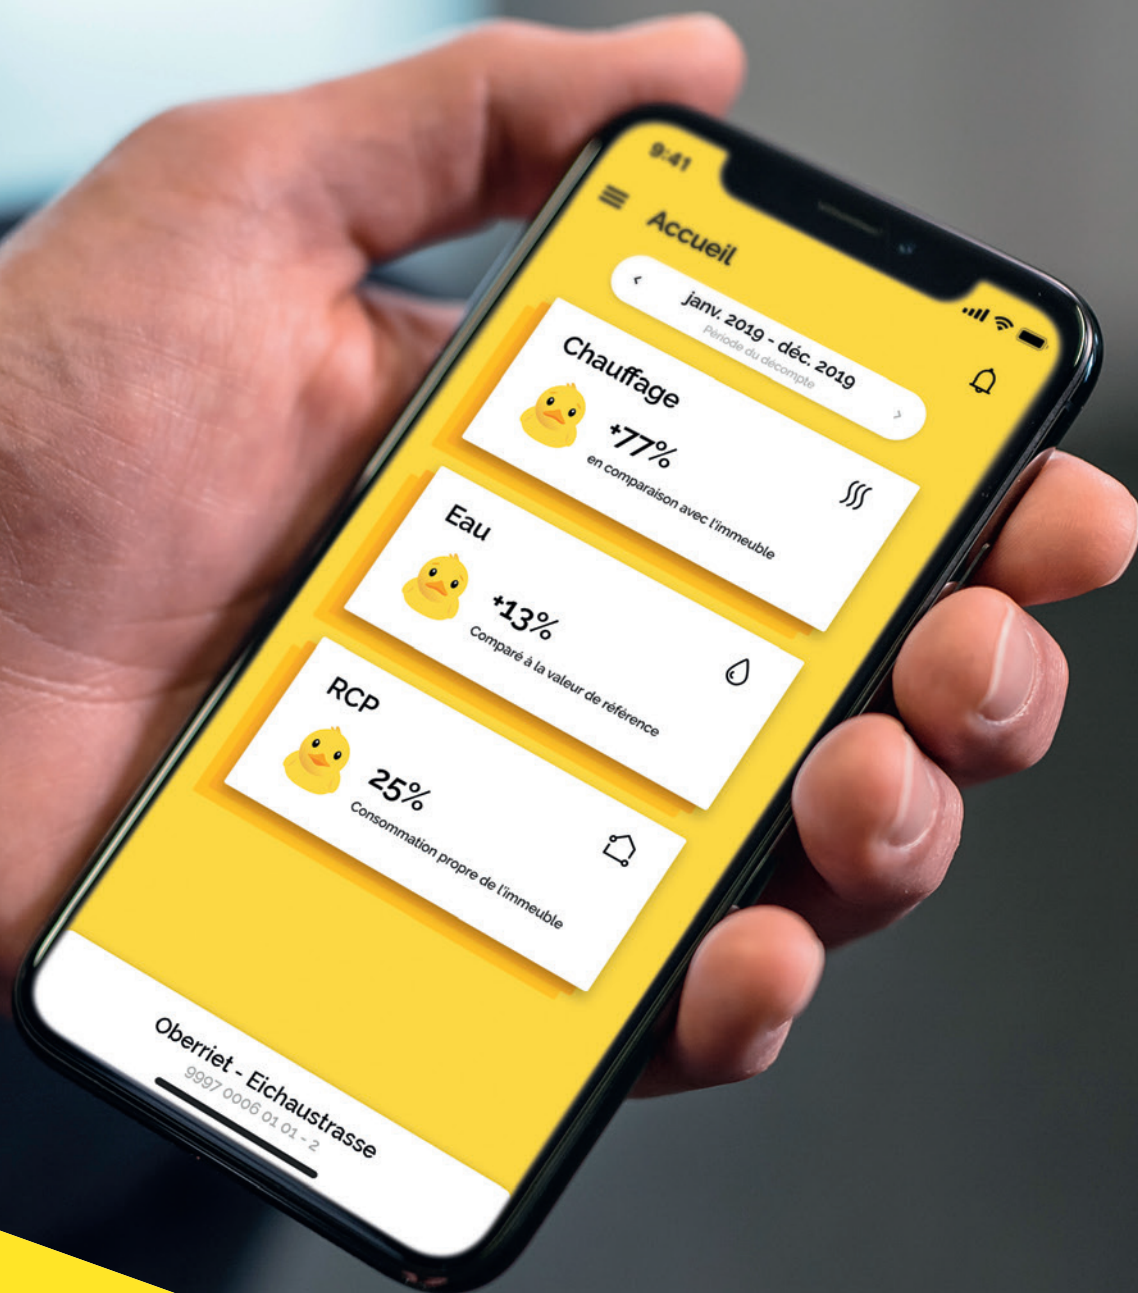 9:41
Accueil
janv. 2019 - déc. 2019
Période du décompte
Chauffage
+77%
en comparaison avec l'immeuble
Eau
+13%
Comparé à la valeur de référence
RCP
25%
Consommation propre de l'immeuble
Oberriet - Eichaustrasse
9997 0006 01 01 - 2